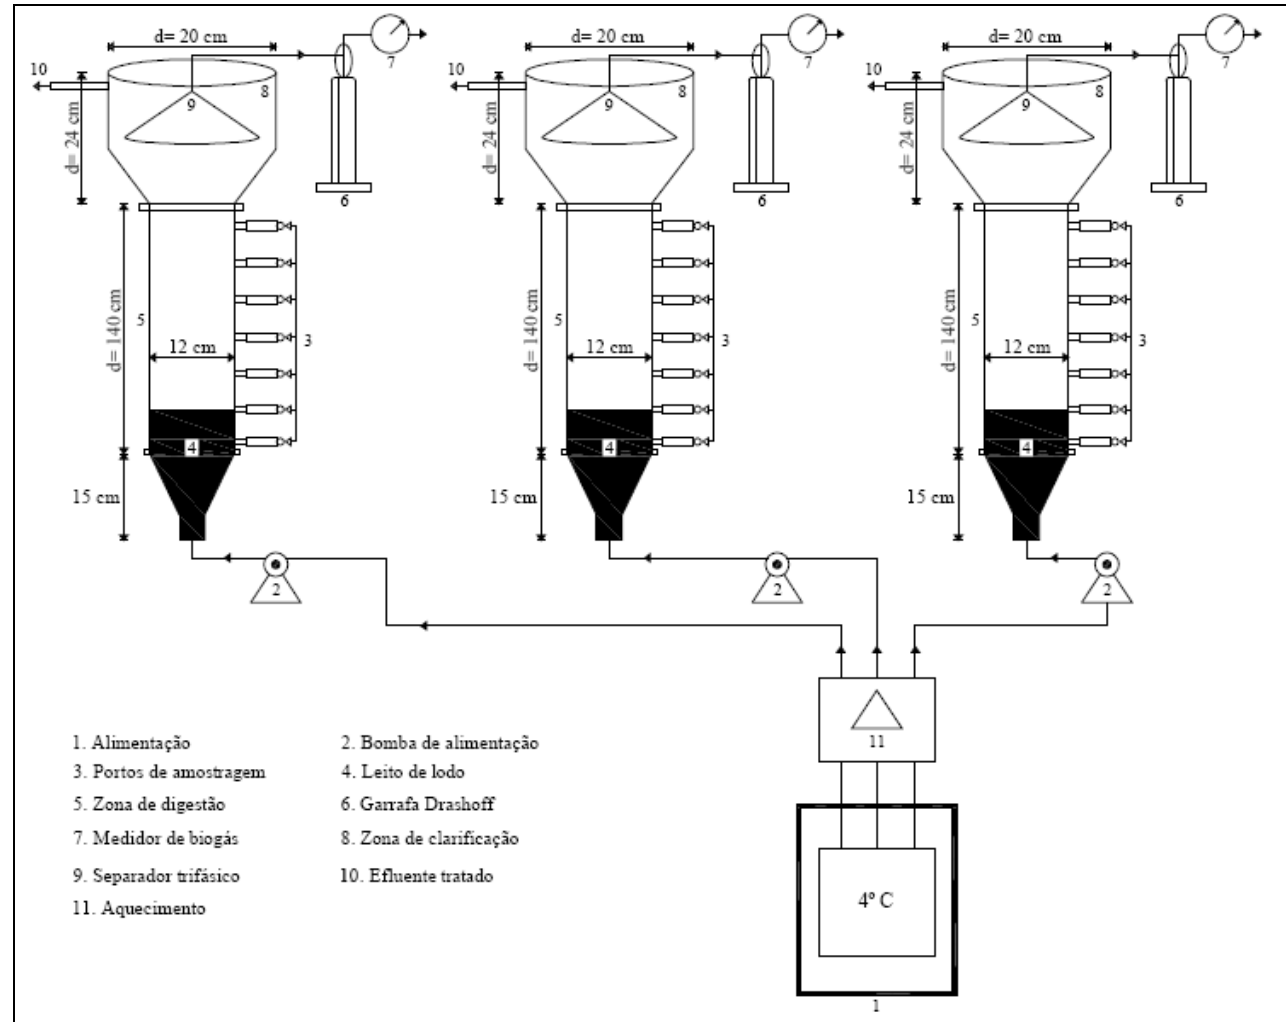 d= 20 cm
7
10
8
9
d= 24 cm
6
5
d= 140 cm
12 cm
3
4
15 cm
2
d= 20 cm
7
10
8
9
d= 24 cm
6
5
d= 140 cm
12 cm
3
4
15 cm
2
d= 20 cm
7
10
8
9
d= 24 cm
6
5
d= 140 cm
12 cm
3
4
15 cm
2
11
4º C
1
1. Alimentação
2. Bomba de alimentação
3. Portos de amostragem
4. Leito de lodo
5. Zona de digestão
6. Garrafa Drashoff
7. Medidor de biogás
8. Zona de clarificação
9. Separador trifásico
10. Efluente tratado
11. Aquecimento